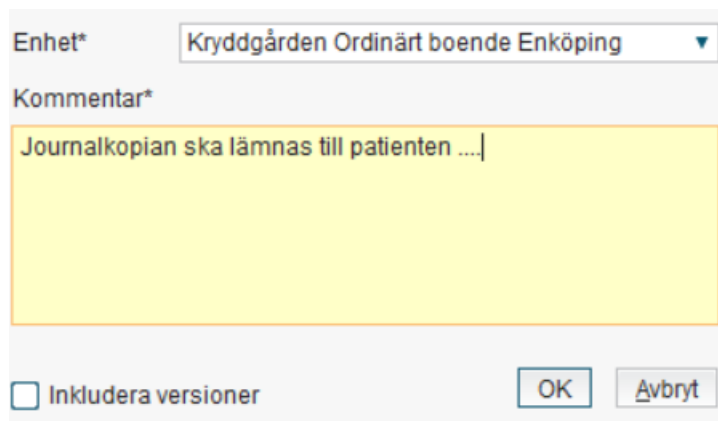 Enhet* Kryddgården Ordinärt boende Enköping
Kommentar*
Journalkopian ska lämnas till patienten ....
Inkludera versioner OK Avbryt